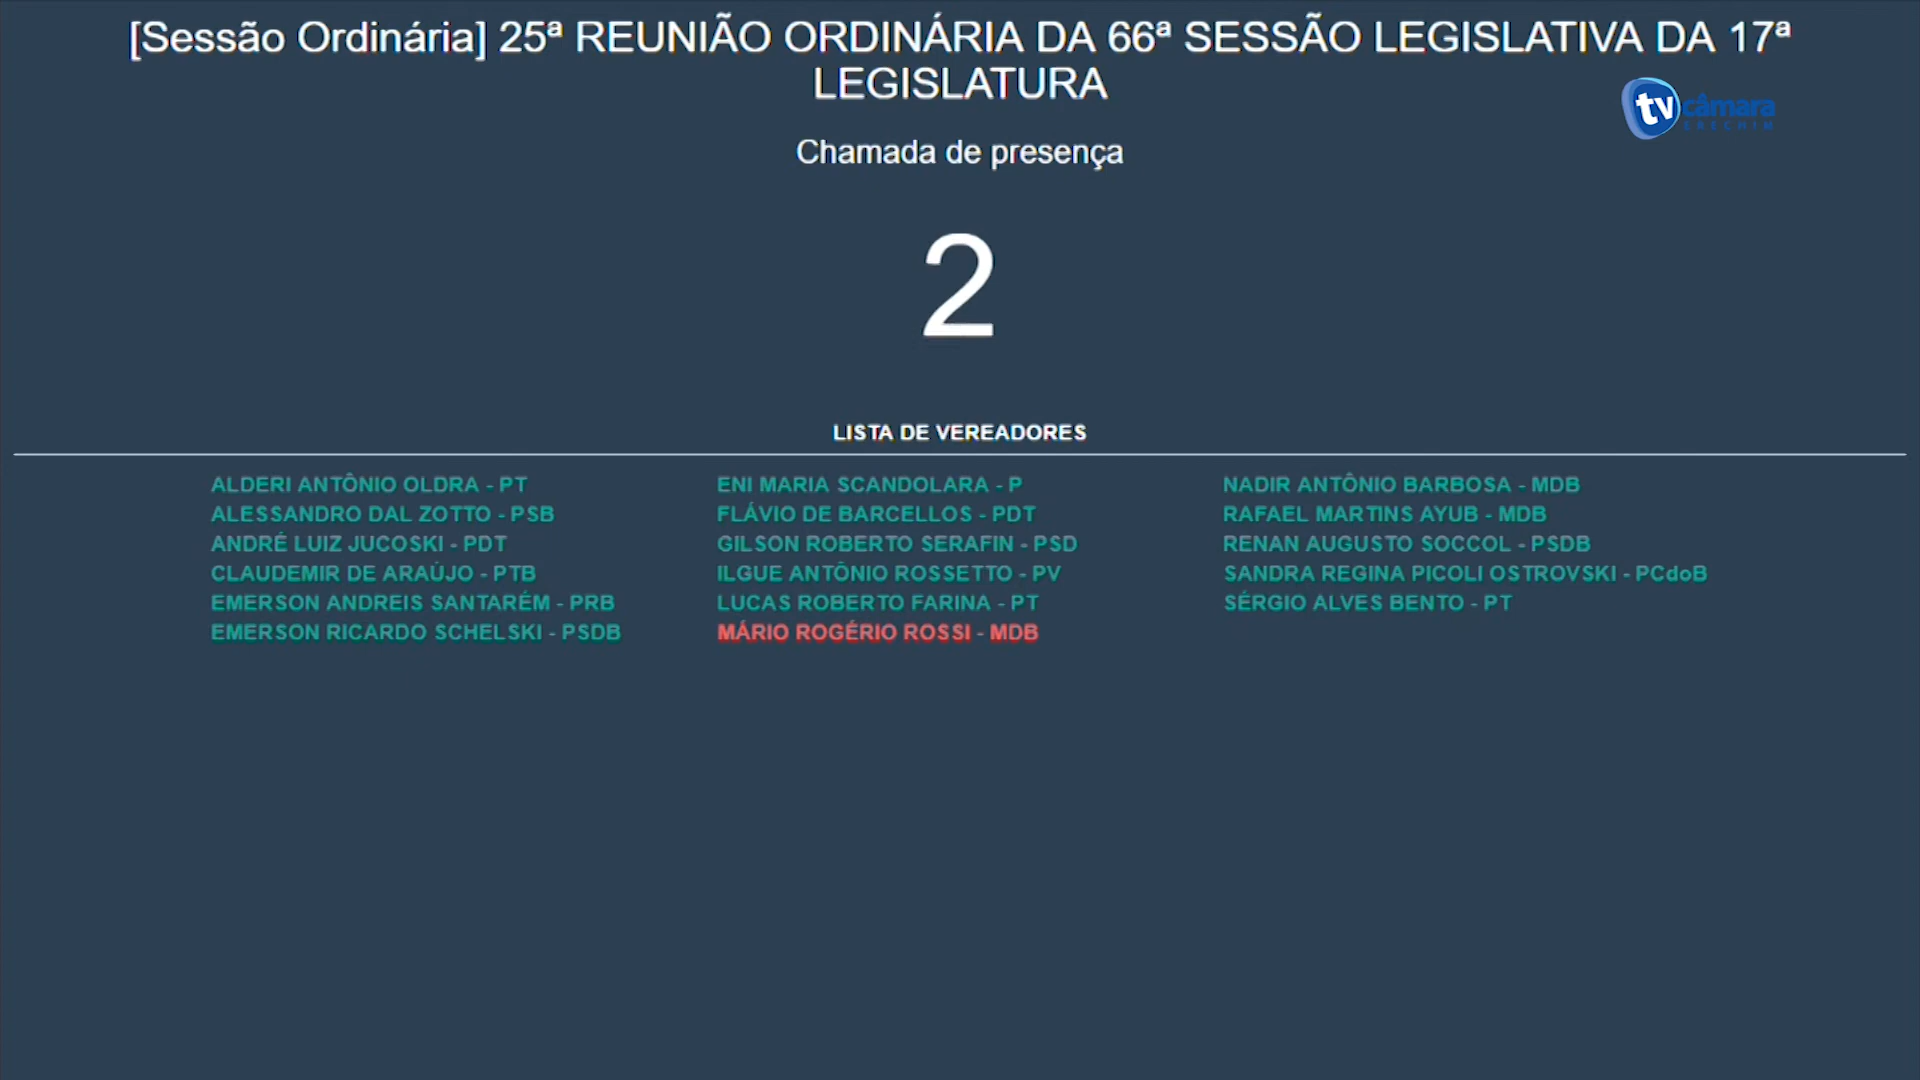 [Sessão Ordinária] 25ª REUNIÃO ORDINÁRIA DA 66ª SESSÃO LEGISLATIVA DA 17ª
LEGISLATURA
tv câmara
ERECHIM
Chamada de presença
2
LISTA DE VEREADORES
ALDERI ANTÔNIO OLDRA - PT
ALESSANDRO DAL ZOTTO - PSB
ANDRÉ LUIZ JUCOSKI - PDT
CLAUDEMIR DE ARAÚJO - PTB
EMERSON ANDREIS SANTARÉM - PRB
EMERSON RICARDO SCHELSKI - PSDB
ENI MARIA SCANDOLARA - P
FLÁVIO DE BARCELLOS - PDT
GILSON ROBERTO SERAFIN - PSD
ILGUE ANTÔNIO ROSSETTO - PV
LUCAS ROBERTO FARINA - PT
MÁRIO ROGÉRIO ROSSI - MDB
NADIR ANTÔNIO BARBOSA - MDB
RAFAEL MARTINS AYUB - MDB
RENAN AUGUSTO SOCCOL - PSDB
SANDRA REGINA PICOLI OSTROVSKI - PCdoB
SÉRGIO ALVES BENTO - PT